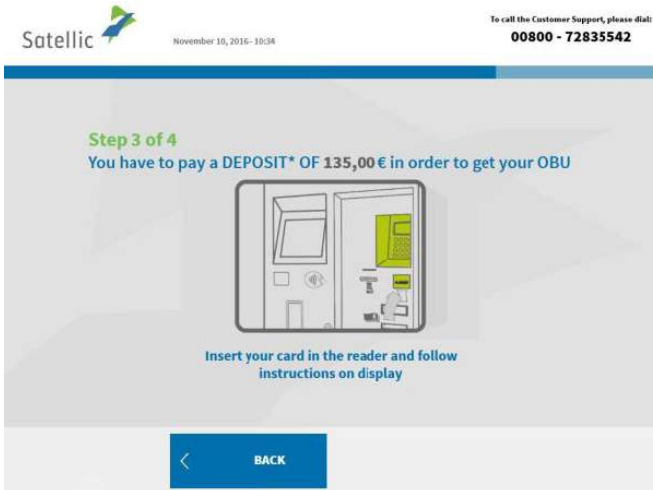 Satellic
November 10, 2016- 10:34
To call the Customer Support, please dial:
00800 - 72835542
Step 3 of 4
You have to pay a DEPOSIT* OF 135,00 € in order to get your OBU
Insert your card in the reader and follow
instructions on display
BACK